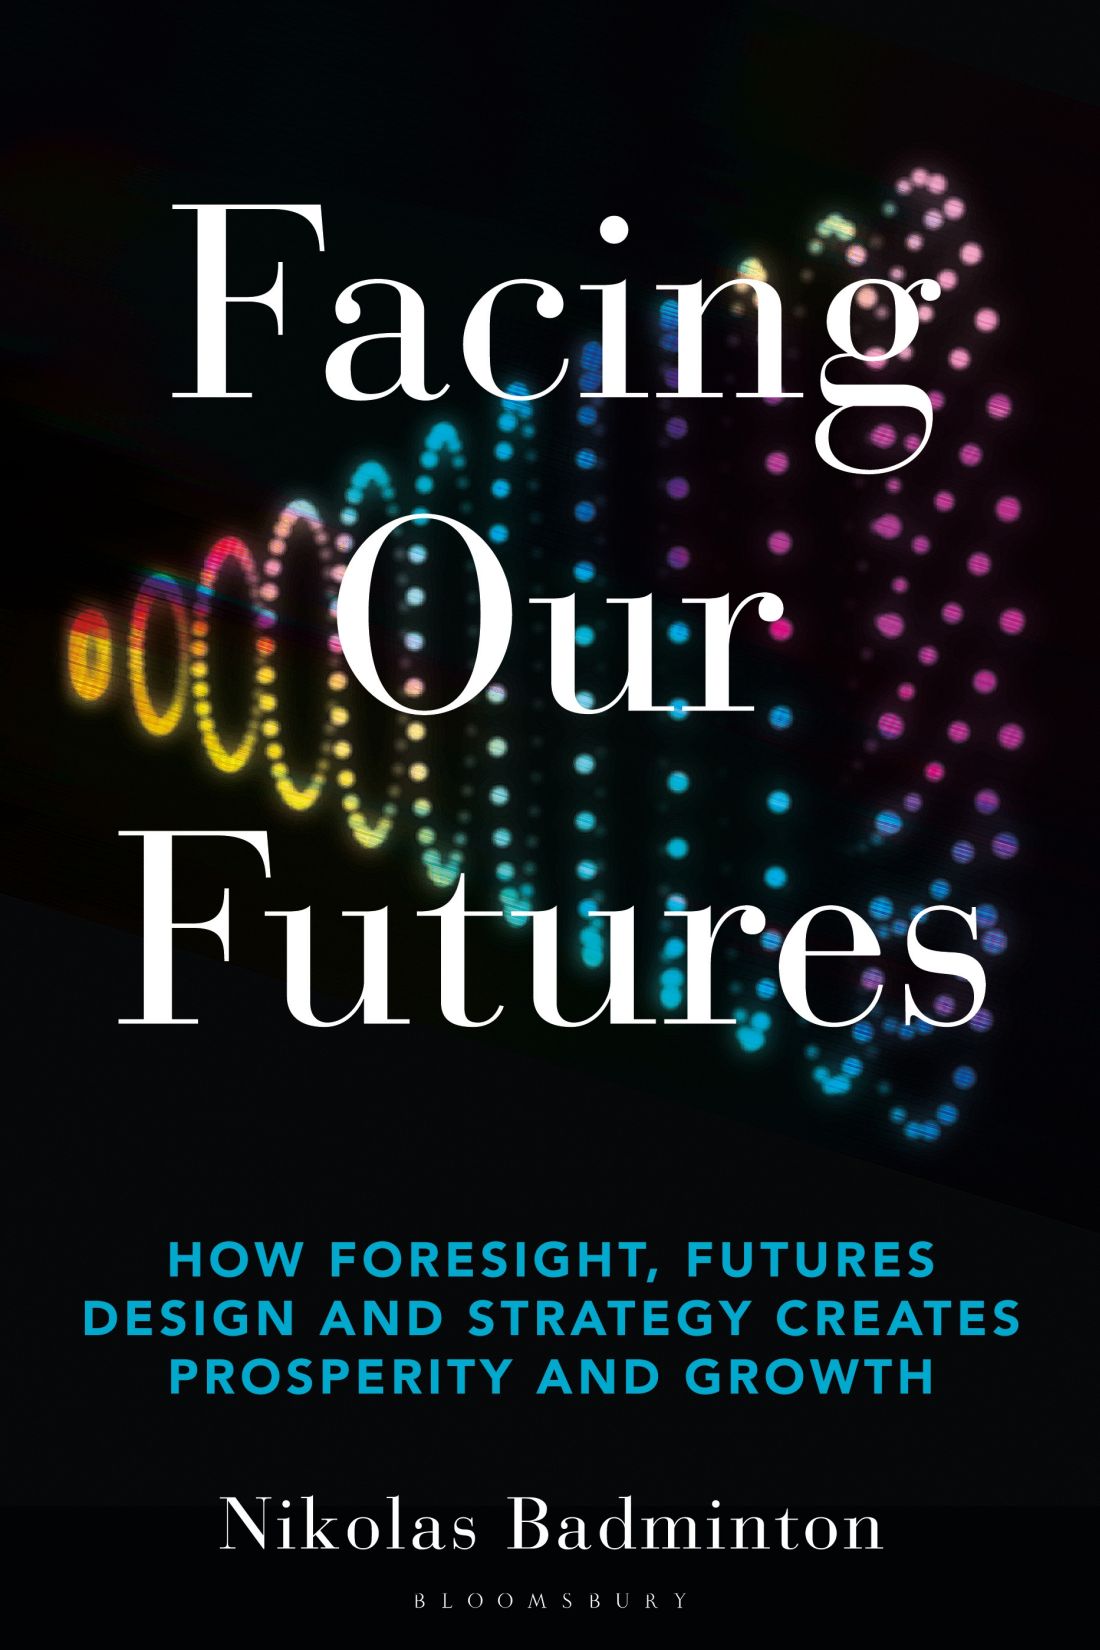 Facing
Our
Futures
HOW FORESIGHT, FUTURES
DESIGN AND STRATEGY CREATES
PROSPERITY AND GROWTH
Nikolas Badminton
BLOOMSBURY